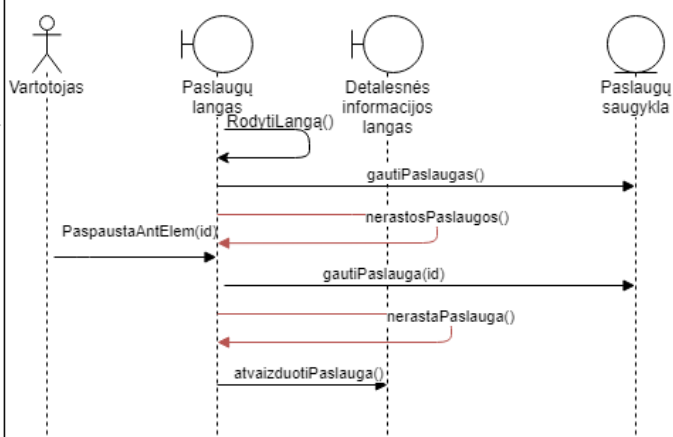 Vartotojas
Paslaugų
langas
Detalesnės
informacijos
langas
Paslaugų
saugykla
RodytiLangą()
gautiPaslaugas()
nerastosPaslaugos()
PaspaustaAntElem(id)
gautiPaslauga(id)
nerastaPaslauga()
atvaizduotiPaslauga()